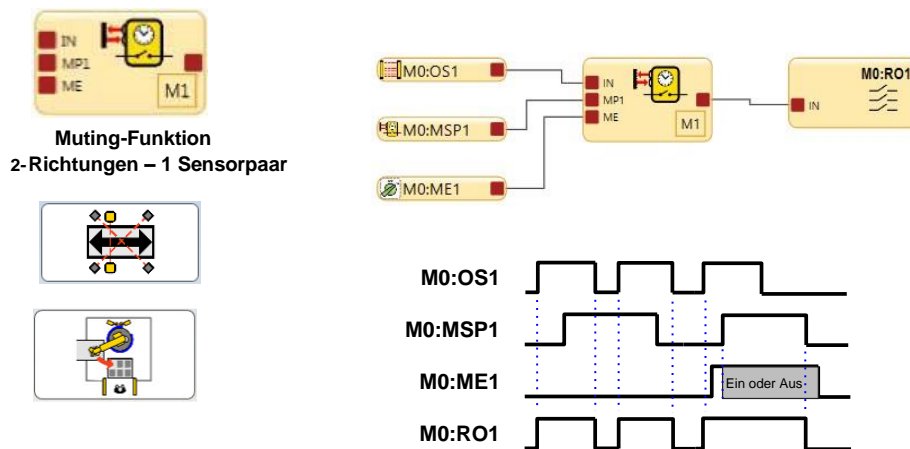 IN
MP1
ME
M1
Muting-Funktion
2-Richtungen – 1 Sensorpaar
M0:OS1
M0:MSP1
M0:ME1
IN
MP1
ME
M1
M0:RO1
IN
M0:OS1
M0:MSP1
M0:ME1
Ein oder Aus
M0:RO1